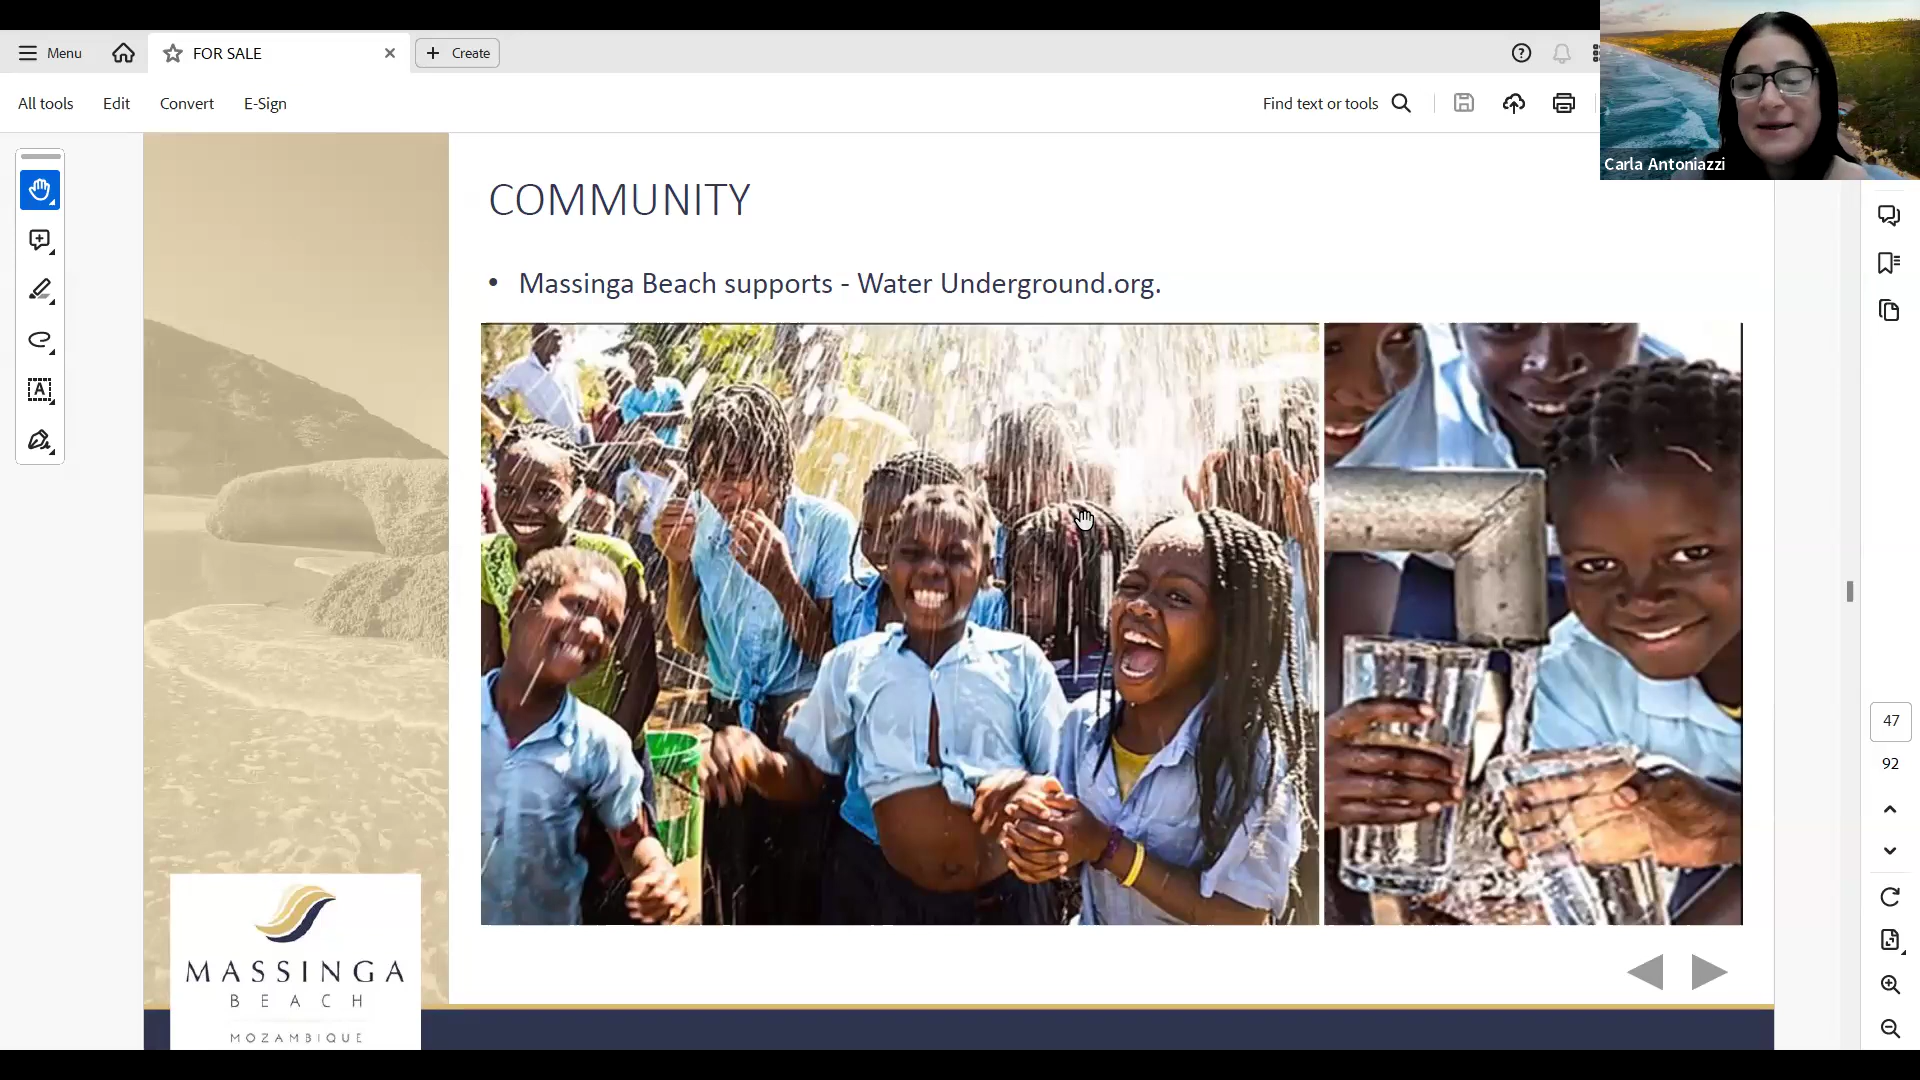 Menu
FOR SALE
Create
All tools
Edit
Convert
E-Sign
Find text or tools
Carla Antoniazzi
COMMUNITY
• Massinga Beach supports - Water Underground.org.
47
92
MASSINGA
BEACH
MOZAMBIQUE